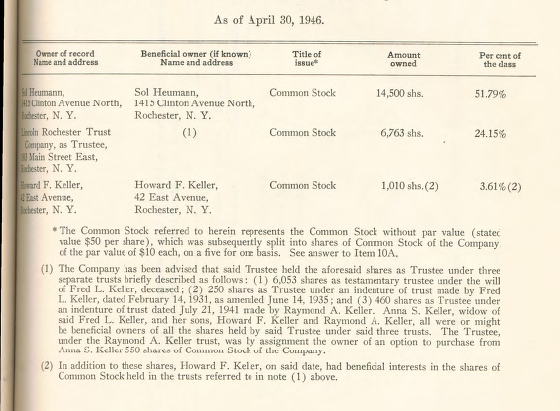 As of April 30, 1946.
Owner of record Beneficial owner (if known) Title of Amount Per cent of
Name and address Name and address issue* owned the class
Sol Heumann, Sol Heumann, Common Stock 14,500 shs. 51.79%
1415 Clinton Avenue North, 1415 Clinton Avenue North,
Rochester, N. Y. Rochester, N. Y.
Lincoln Rochester Trust (1) Common Stock 6,763 shs. 24.15%
Company, as Trustee,
Main Street East,
Rochester, N. Y.
Howard F. Keller, Howard F. Keller, Common Stock 1,010 shs.(2) 3.61%(2)
42 East Avenue, 42 East Avenue,
Rochester, N. Y. Rochester, N. Y.
* The Common Stock referred to herein represents the Common Stock without par value (stated
value $50 per share), which was subsequently split into shares of Common Stock of the Company
of the par value of $10 each, on a five for one basis. See answer to Item 10A.
(1) The Company has been advised that said Trustee held the aforesaid shares as Trustee under three
separate trusts briefly described as follows: (1) 6,053 shares as testamentary trustee under the will
of Fred L. Keller, deceased; (2) 250 shares as Trustee under an indenture of trust made by Fred
L. Keller, dated February 14, 1931, as amended June 14, 1935; and (3) 460 shares as Trustee under
an indenture of trust dated July 21, 1941 made by Raymond A. Keller. Anna S. Keller, widow of
said Fred L. Keller, and her sons, Howard F. Keller and Raymond A. Keller, all were or might
be beneficial owners of all the shares held by said Trustee under said three trusts. The Trustee,
under the Raymond A. Keller trust, was by assignment the owner of an option to purchase from
Anna S. Keller 550 shares of Common Stock of the Company.
(2) In addition to these shares, Howard F. Keller, on said date, had beneficial interests in the shares of
Common Stock held in the trusts referred to in note (1) above.